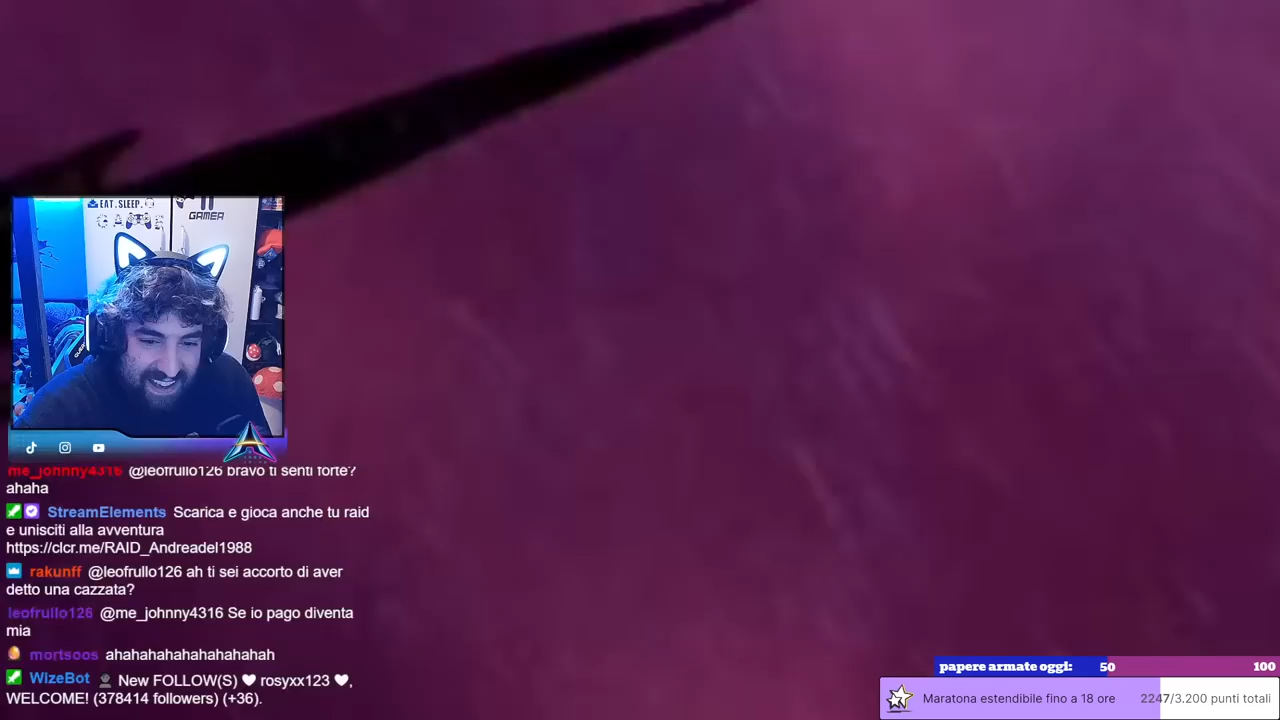 EAT.SLEEP.
GAME
GAMER
me_johnny4316 @leofrullo126 bravo ti senti forte?
ahaha
StreamElements Scarica e gioca anche tu raid
e unisciti alla avventura
https://clcr.me/RAID_Andreadel1988
rakunff @leofrullo126 ah ti sei accorto di aver
detto una cazzata?
leofrullo126 @me_johnny4316 Se io pago diventa
mia
mortsoos ahahahahahahahahah
WizeBot New FOLLOW(S) rosyxx123,
WELCOME! (378414 followers) (+36).
papere armate oggi: 50 100
Maratona estendibile fino a 18 ore 2247/3.200 punti totali